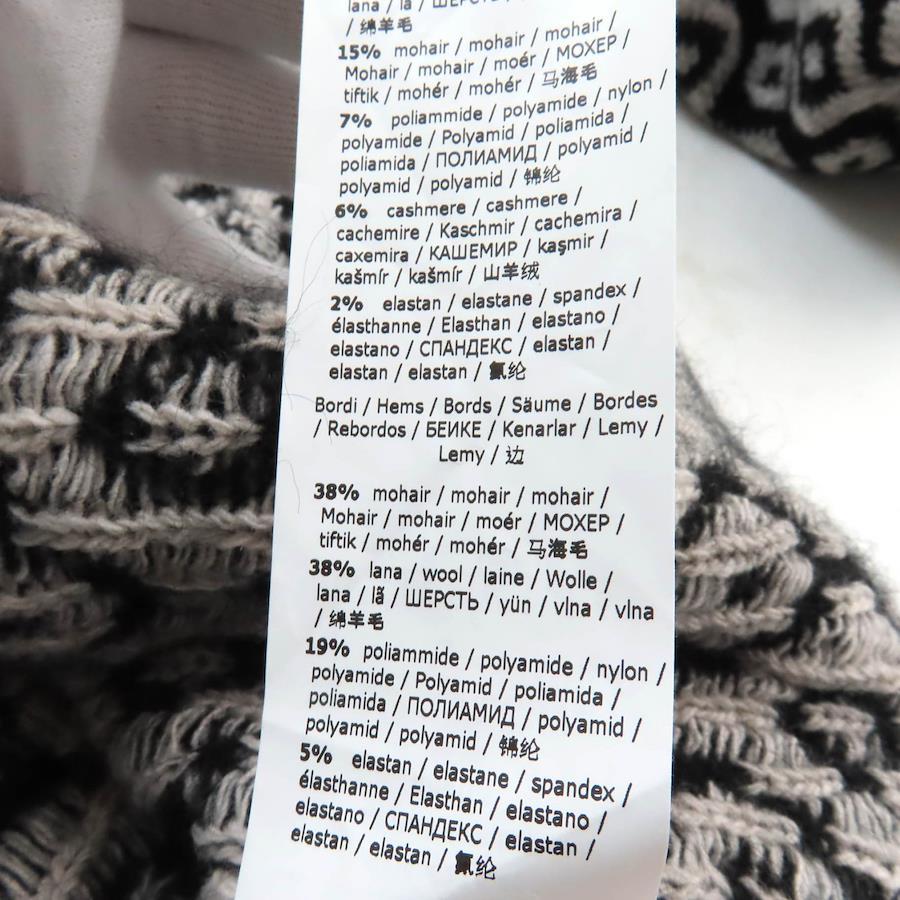 lana / lã / ШЕРСТЬ /
/ 绵羊毛
15% mohair / mohair / mohair /
Mohair / mohair / moér / МОХЕР /
tiftik / mohér / mohér / 马海毛
7% poliammide / polyamide / nylon /
polyamide / Polyamid / poliamida /
poliamida / ПОЛИАМИД / polyamid /
polyamid / polyamid / 锦纶
6% cashmere / cashmere /
cachemire / Kaschmir / cachemira /
caxemira / КАШЕМИР / kaşmir /
kašmír / kašmír / 山羊绒
2% elastan / elastane / spandex /
élasthanne / Elasthan / elastano /
elastano / СПАНДЕКС / elastan /
elastan / elastan / 氨纶
Bordi / Hems / Bords / Säume / Bordes
/ Rebordos / БЕИКЕ / Kenarlar / Lemy /
Lemy / 边
38% mohair / mohair / mohair /
Mohair / mohair / moér / МОХЕР /
tiftik / mohér / mohér / 马海毛
38% lana / wool / laine / Wolle /
lana / lã / ШЕРСТЬ / yün / vlna / vlna
/ 绵羊毛
19% poliammide / polyamide / nylon /
polyamide / Polyamid / poliamida /
poliamida / ПОЛИАМИД / polyamid /
polyamid / polyamid / 锦纶
5% elastan / elastane / spandex /
élasthanne / Elasthan / elastano /
elastano / СПАНДЕКС / elastan /
elastan / elastan / 氨纶